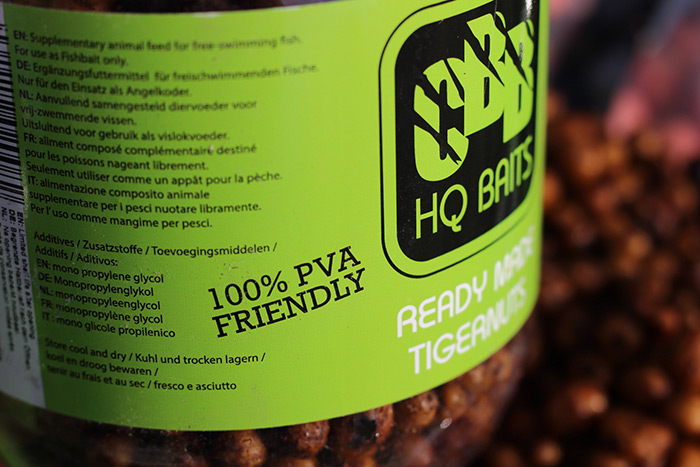 EN: Supplementary animal feed for free-swimming fish.
For use as Fishbait only.
DE: Ergänzungsfuttermittel für freischwimmenden Fische.
Nur für den Einsatz als Angelkoder.
NL: Aanvullend samengesteld diervoeder voor
vrij-zwemmende vissen.
Uitsluitend voor gebruik als vislokvoeder.
FR: aliment composé complémentaire destiné
pour les poissons nageant librement.
Seulement utiliser comme un appât pour la pèche.
IT: alimentazione composito animale
supplementare per i pesci nuotare libramente.
Per l' uso comme mangime per pesci.
Additives / Zusatzstoffe / Toevoegingsmiddelen /
Additifs / Aditivos:
EN: mono propylene glycol
DE: Monopropylenglykol
NL: monopropyleenglycol
FR: monopropylène glycol
IT : mono glicole propilenico
Store cool and dry / Kuhl und trocken lagern /
koel en droog bewaren /
tenir au frais et au sec / fresco e asciutto
100% PVA
FRIENDLY
CBB
HQ BAITS
READY MADE
TIGERNUTS